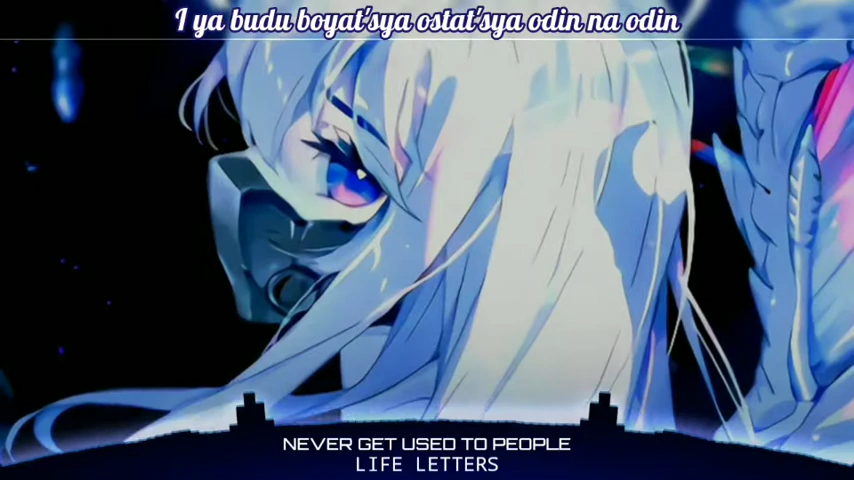 I ya budu boyat'sya ostat'sya odin na odin
NEVER GET USED TO PEOPLE
LIFE LETTERS